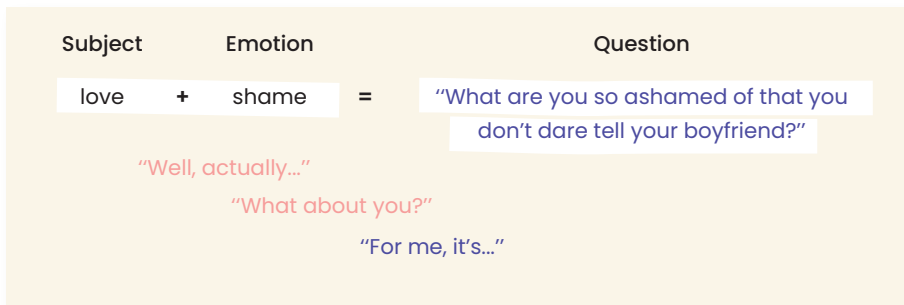 Subject Emotion Question
love + shame = “What are you so ashamed of that you
don’t dare tell your boyfriend?”
“Well, actually...”
“What about you?”
“For me, it’s...”